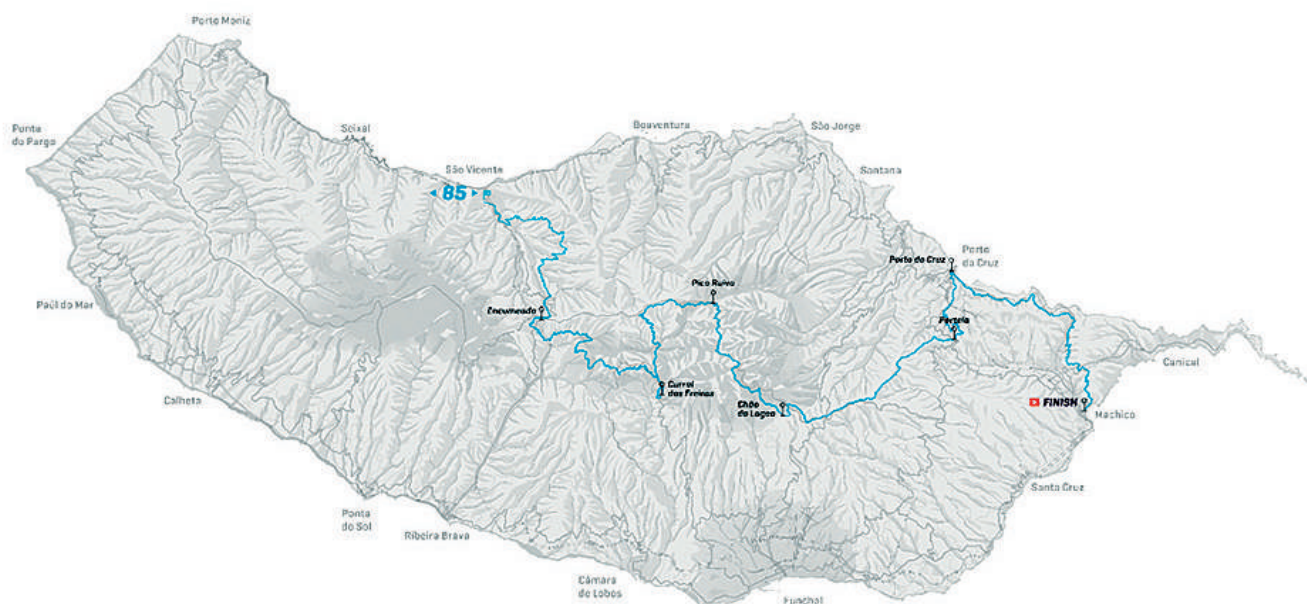 Porto Moniz
Ponta
do Pargo
Seixal
São Vicente
85
Boaventura
São Jorge
Santana
Porto da Cruz
Porto
da Cruz
Pico Ruivo
Encumeada
Portela
Paúl do Mar
Canical
Curral
das Freiras
Chão
da Lagoa
FINISH
Machico
Calheta
Santa Cruz
Ponta
do Sol
Ribeira Brava
Câmara
de Lobos
Funchal